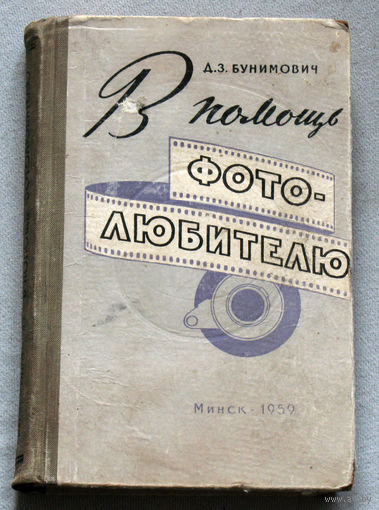 Д.З. БУНИМОВИЧ
В помощь
ФОТО-
ЛЮБИТЕЛЮ
МИНСК - 1959